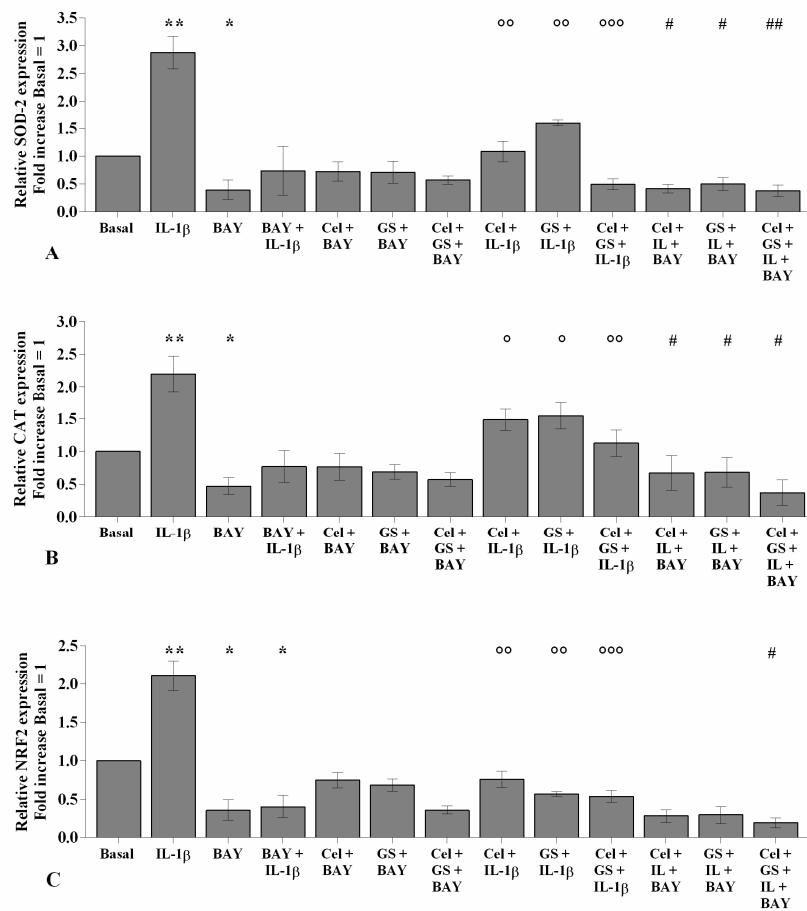 Relative SOD-2 expression
Fold increase Basal = 1
3.5
3.0
2.5
2.0
1.5
1.0
0.5
0.0
** * °° °° °°° # # ##
Basal IL-1β BAY BAY + Cel + GS + Cel + Cel + GS + Cel + Cel + GS + Cel +
IL-1β BAY BAY GS + IL-1β IL-1β GS + IL + IL + GS +
BAY IL-1β BAY BAY IL +
BAY
A
Relative CAT expression
Fold increase Basal = 1
3.0
2.5
2.0
1.5
1.0
0.5
0.0
** * ° ° °° # # #
Basal IL-1β BAY BAY + Cel + GS + Cel + Cel + GS + Cel + Cel + GS + Cel +
IL-1β BAY BAY GS + IL-1β IL-1β GS + IL + IL + GS +
BAY IL-1β BAY BAY IL +
BAY
B
Relative NRF2 expression
Fold increase Basal = 1
2.5
2.0
1.5
1.0
0.5
0.0
** * * °° °° °°° #
Basal IL-1β BAY BAY + Cel + GS + Cel + Cel + GS + Cel + Cel + GS + Cel +
IL-1β BAY BAY GS + IL-1β IL-1β GS + IL + IL + GS +
BAY IL-1β BAY BAY IL +
BAY
C